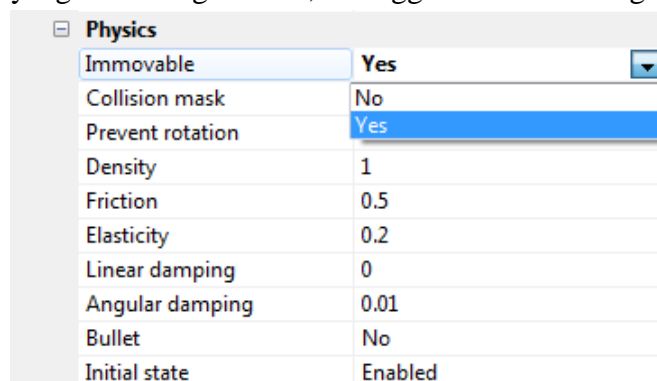 Physics
Immovable Yes
Collision mask No
Prevent rotation Yes
Density 1
Friction 0.5
Elasticity 0.2
Linear damping 0
Angular damping 0.01
Bullet No
Initial state Enabled